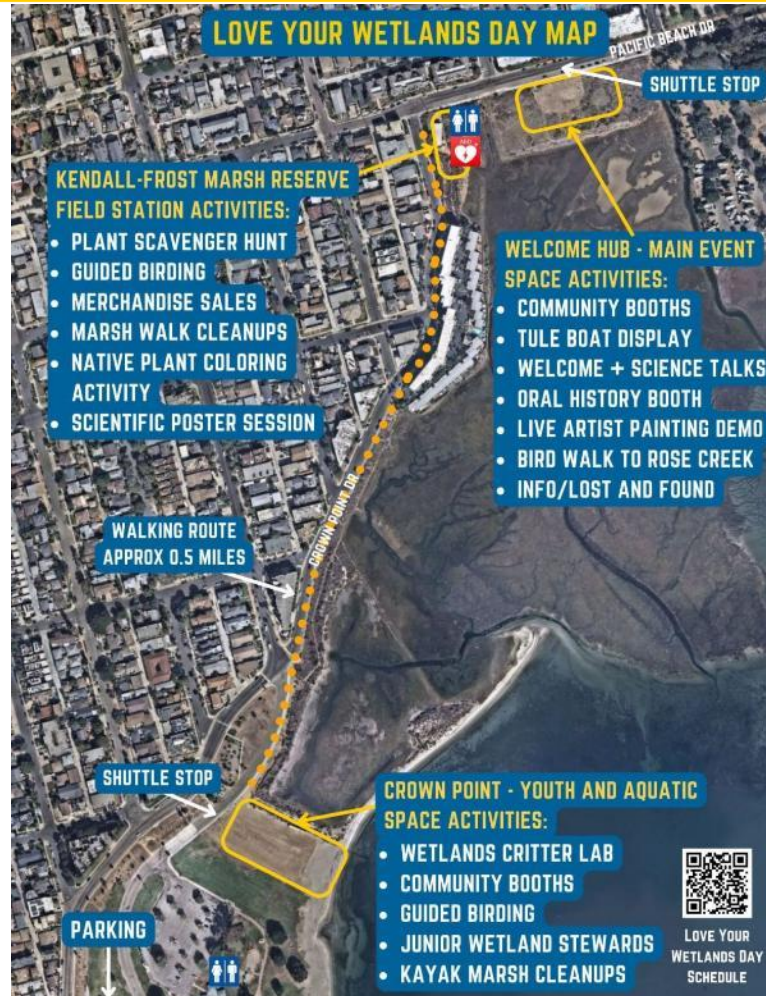 LOVE YOUR WETLANDS DAY MAP
PACIFIC BEACH DR
SHUTTLE STOP
KENDALL-FROST MARSH RESERVE
FIELD STATION ACTIVITIES:
• PLANT SCAVENGER HUNT
• GUIDED BIRDING
• MERCHANDISE SALES
• MARSH WALK CLEANUPS
• NATIVE PLANT COLORING
ACTIVITY
• SCIENTIFIC POSTER SESSION
WELCOME HUB - MAIN EVENT
SPACE ACTIVITIES:
• COMMUNITY BOOTHS
• TULE BOAT DISPLAY
• WELCOME + SCIENCE TALKS
• ORAL HISTORY BOOTH
• LIVE ARTIST PAINTING DEMO
• BIRD WALK TO ROSE CREEK
• INFO/LOST AND FOUND
CROWN POINT DR
WALKING ROUTE
APPROX 0.5 MILES
SHUTTLE STOP
CROWN POINT - YOUTH AND AQUATIC
SPACE ACTIVITIES:
• WETLANDS CRITTER LAB
• COMMUNITY BOOTHS
• GUIDED BIRDING
• JUNIOR WETLAND STEWARDS
• KAYAK MARSH CLEANUPS
PARKING
LOVE YOUR
WETLANDS DAY
SCHEDULE